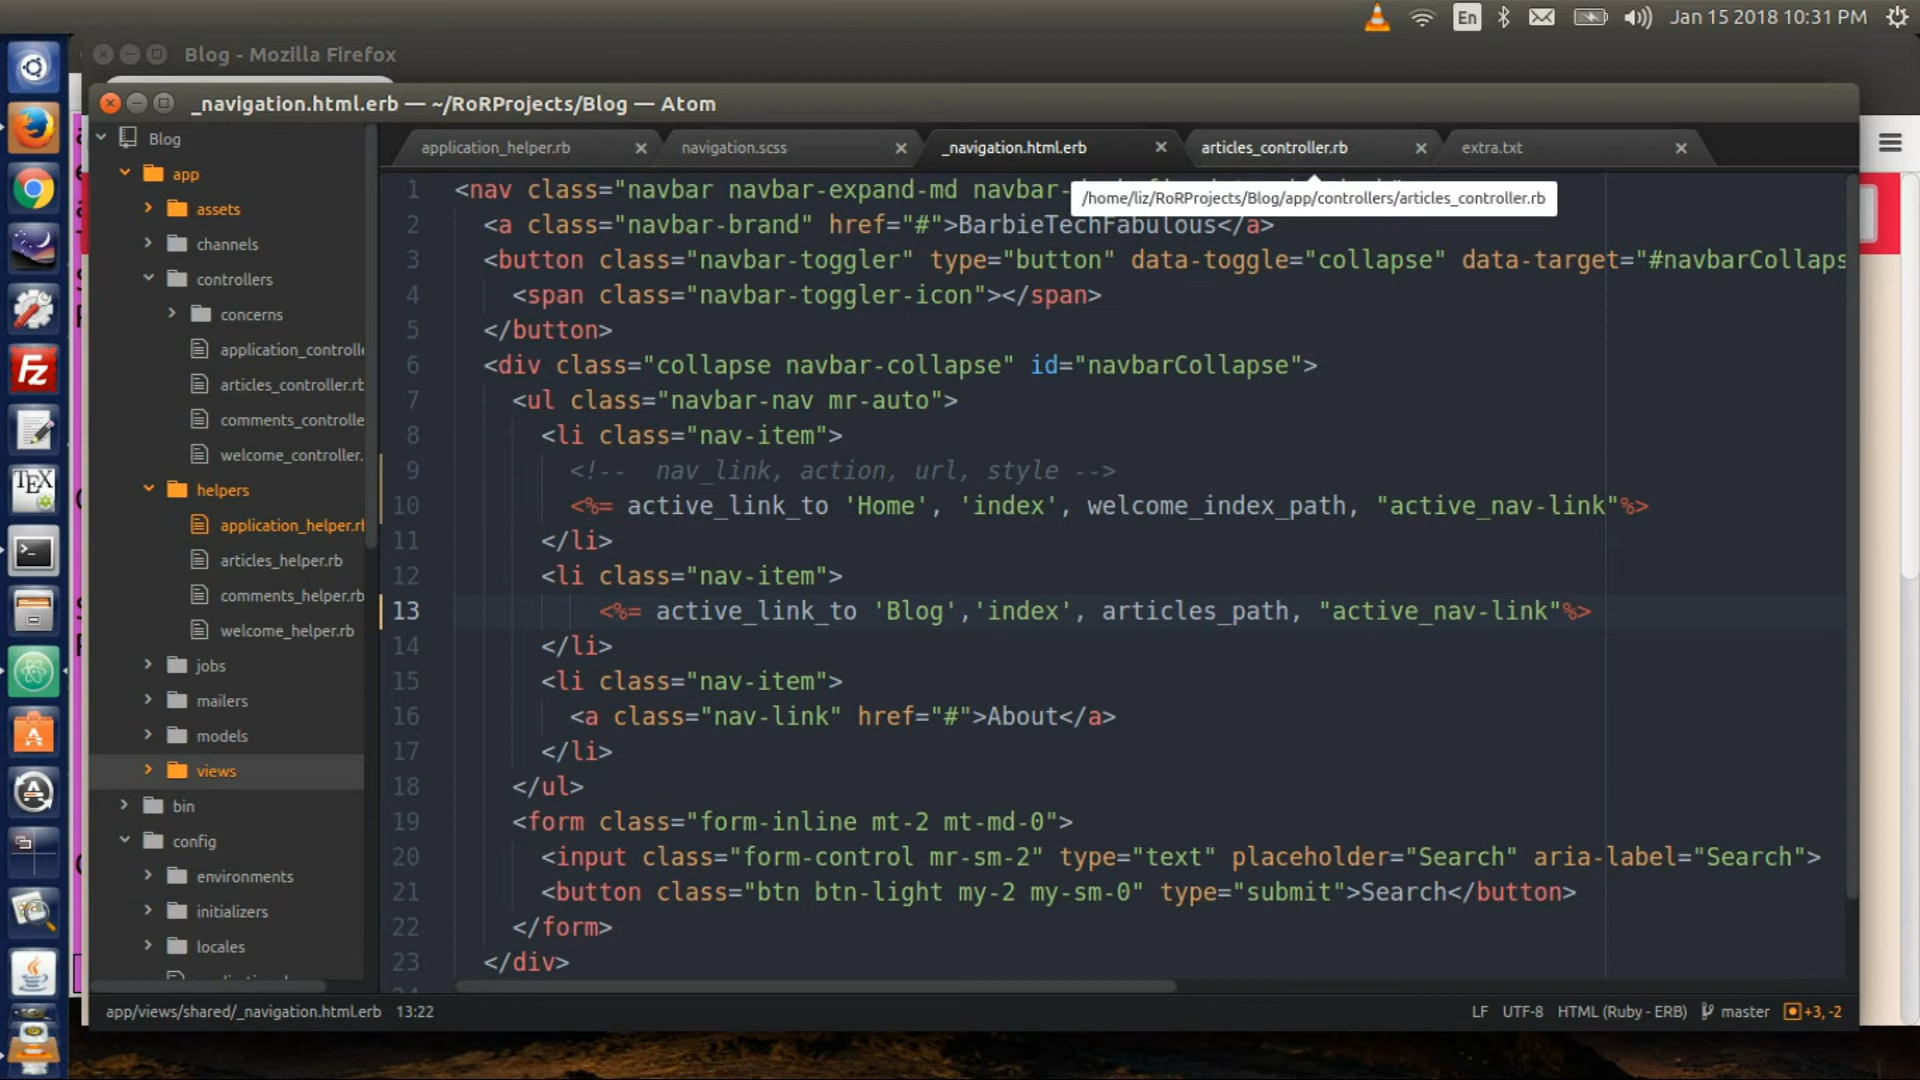 En
Jan 15 2018 10:31 PM
Blog - Mozilla Firefox
_navigation.html.erb — ~/RoRProjects/Blog — Atom
Blog
app
assets
channels
controllers
concerns
application_controlle
articles_controller.rb
comments_controlle
welcome_controller.
helpers
application_helper.rb
articles_helper.rb
comments_helper.rb
welcome_helper.rb
jobs
mailers
models
views
bin
config
environments
initializers
locales
application_helper.rb
navigation.scss
_navigation.html.erb
articles_controller.rb
extra.txt
/home/liz/RoRProjects/Blog/app/controllers/articles_controller.rb
1 <nav class="navbar navbar-expand-md navbar-
2 <a class="navbar-brand" href="#">BarbieTechFabulous</a>
3 <button class="navbar-toggler" type="button" data-toggle="collapse" data-target="#navbarCollaps
4 <span class="navbar-toggler-icon"></span>
5 </button>
6 <div class="collapse navbar-collapse" id="navbarCollapse">
7 <ul class="navbar-nav mr-auto">
8 <li class="nav-item">
9 <!--  nav_link, action, url, style -->
10 <%= active_link_to 'Home', 'index', welcome_index_path, "active_nav-link"%>
11 </li>
12 <li class="nav-item">
13 <%= active_link_to 'Blog','index', articles_path, "active_nav-link"%>
14 </li>
15 <li class="nav-item">
16 <a class="nav-link" href="#">About</a>
17 </li>
18 </ul>
19 <form class="form-inline mt-2 mt-md-0">
20 <input class="form-control mr-sm-2" type="text" placeholder="Search" aria-label="Search">
21 <button class="btn btn-light my-2 my-sm-0" type="submit">Search</button>
22 </form>
23 </div>
app/views/shared/_navigation.html.erb 13:22
LF UTF-8 HTML (Ruby - ERB) master +3, -2
Fz
TEX